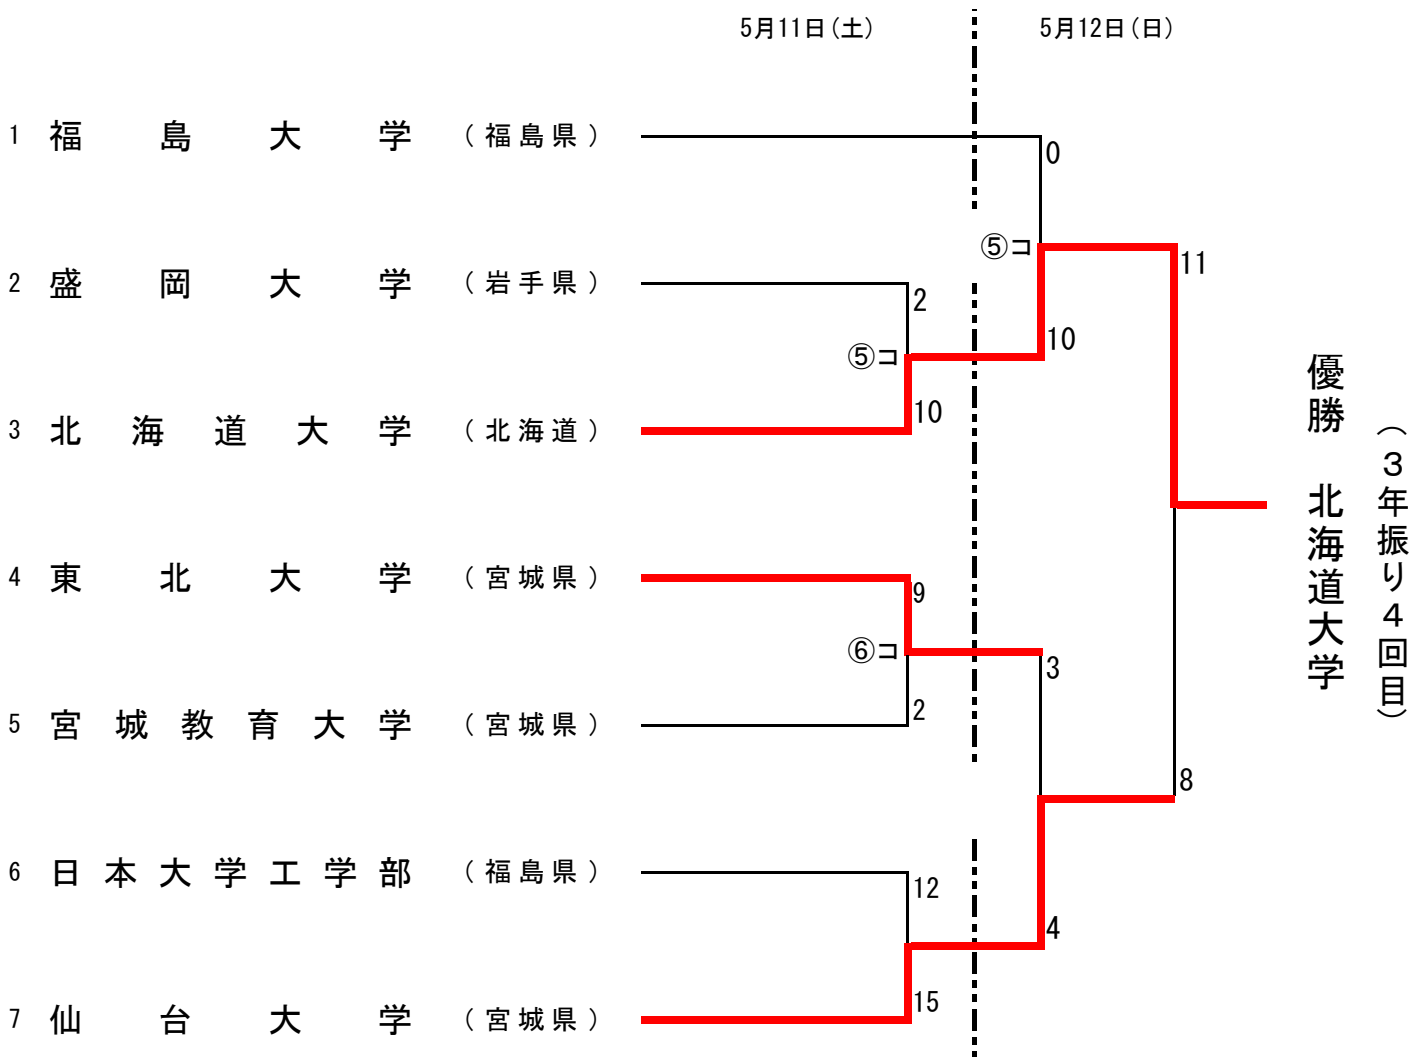 5月11日(土)
5月12日(日)
1 福島大学 (福島県)
0
⑤コ
11
2 盛岡大学 (岩手県)
2
⑤コ
10
10
3 北海道大学 (北海道)
優勝 北海道大学
(3年振り4回目)
4 東北大学 (宮城県)
9
⑥コ
3
2
5 宮城教育大学 (宮城県)
8
6 日本大学工学部 (福島県)
12
4
15
7 仙台大学 (宮城県)